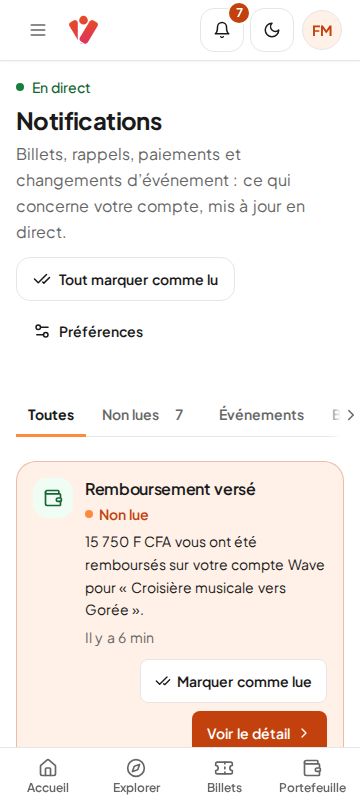 7
FM
En direct
Notifications
Billets, rappels, paiements et
changements d'événement : ce qui
concerne votre compte, mis à jour en
direct.
Tout marquer comme lu
Préférences
Toutes
Non lues 7
Événements
Remboursement versé
Non lue
15 750 F CFA vous ont été
remboursés sur votre compte Wave
pour « Croisière musicale vers
Gorée ».
Il y a 6 min
Marquer comme lue
Voir le détail
Accueil
Explorer
Billets
Portefeuille